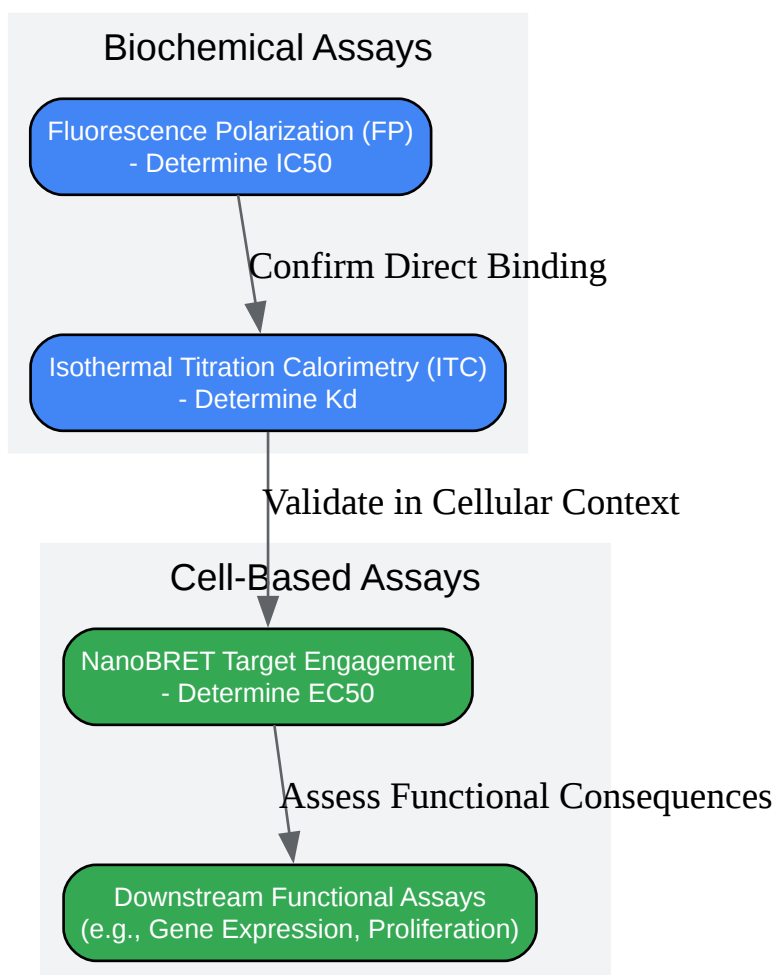 Biochemical Assays
Fluorescence Polarization (FP)
- Determine IC50
Confirm Direct Binding
Isothermal Titration Calorimetry (ITC)
- Determine Kd
Validate in Cellular Context
Cell-Based Assays
NanoBRET Target Engagement
- Determine EC50
Assess Functional Consequences
Downstream Functional Assays
(e.g., Gene Expression, Proliferation)